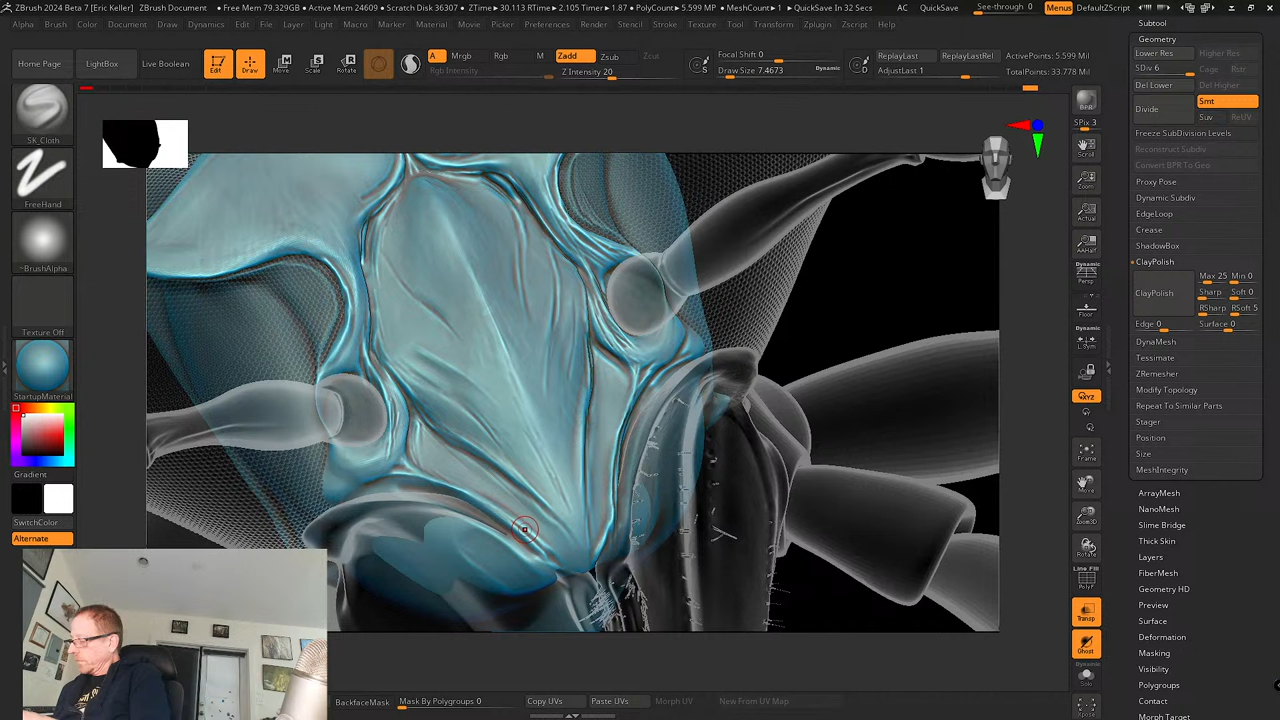 ZBrush 2024 Beta 7 [Eric Keller] ZBrush Document • Free Mem 79.329GB • Active Mem 24609 • Scratch Disk 36307 • ZTime ▸ 30.113 RTime ▸ 2.105 Timer ▸ 1.87 • PolyCount ▸ 5.599 MP • MeshCount ▸ 1 • QuickSave In 32 Secs AC QuickSave See-through 0 Menus DefaultZScript
Alpha Brush Color Document Draw Dynamics Edit File Layer Light Macro Marker Material Movie Picker Preferences Render Stencil Stroke Texture Tool Transform Zplugin Zscript Help
Home Page LightBox Live Boolean Edit Draw Move Scale Rotate
A Mrgb Rgb M
Rgb Intensity
Zadd Zsub Zcut
Z Intensity 20
Focal Shift 0
Draw Size 7.4673 Dynamic
S
D
ReplayLast ReplayLastRel
AdjustLast 1
ActivePoints: 5.599 Mil
TotalPoints: 33.778 Mil
SK_Cloth
FreeHand
~BrushAlpha
Texture Off
StartupMaterial
Gradient
SwitchColor
Alternate
BPR
SPix 3
Scroll
Zoom
Actual
AAHalf
Dynamic
Persp
Floor
Dynamic
L.Sym
XYZ
Frame
Move
Zoom3D
Rotate
Line Fill
PolyF
Transp
Ghost
Dynamic
Solo
Xpose
Subtool
Geometry
Lower Res Higher Res
SDiv 6 Cage Rstr
Del Lower Del Higher
Divide Smt
Suv ReUV
Freeze SubDivision Levels
Reconstruct Subdiv
Convert BPR To Geo
Proxy Pose
Dynamic Subdiv
EdgeLoop
Crease
ShadowBox
ClayPolish
Max 25 Min 0
ClayPolish Sharp Soft 0
RSharp RSoft 5
Edge 0 Surface 0
DynaMesh
Tessimate
ZRemesher
Modify Topology
Repeat To Similar Parts
Stager
Position
Size
MeshIntegrity
ArrayMesh
NanoMesh
Slime Bridge
Thick Skin
Layers
FiberMesh
Geometry HD
Preview
Surface
Deformation
Masking
Visibility
Polygroups
Contact
Morph Target
BackfaceMask Mask By Polygroups 0 Copy UVs Paste UVs Morph UV New From UV Map